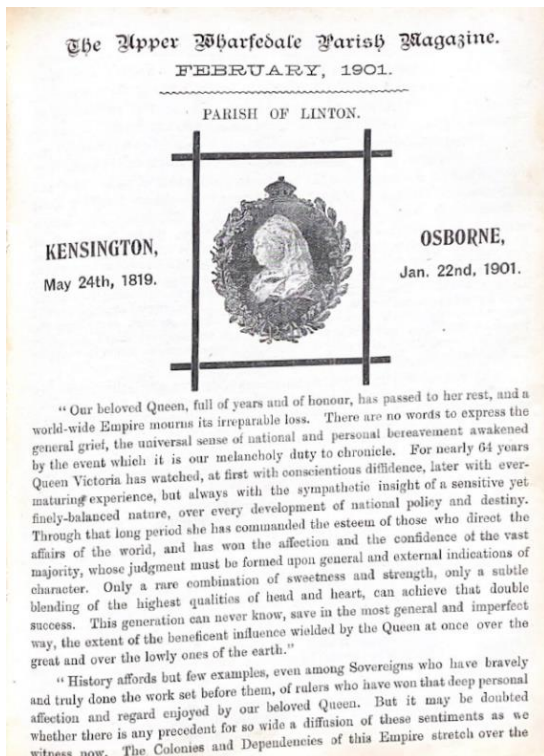 The Upper Wharfedale Parish Magazine.
FEBRUARY, 1901.
PARISH OF LINTON.
KENSINGTON,
May 24th, 1819.
OSBORNE,
Jan. 22nd, 1901.
"Our beloved Queen, full of years and of honour, has passed to her rest, and a
world-wide Empire mourns its irreparable loss. There are no words to express the
general grief, the universal sense of national and personal bereavement awakened
by the event which it is our melancholy duty to chronicle. For nearly 64 years
Queen Victoria has watched, at first with conscientious diffidence, later with ever-
maturing experience, but always with the sympathetic insight of a sensitive yet
finely-balanced nature, over every development of national policy and destiny.
Through that long period she has commanded the esteem of those who direct the
affairs of the world, and has won the affection and the confidence of the vast
majority, whose judgment must be formed upon general and external indications of
character. Only a rare combination of sweetness and strength, only a subtle
blending of the highest qualities of head and heart, can achieve that double
success. This generation can never know, save in the most general and imperfect
way, the extent of the beneficent influence wielded by the Queen at once over the
great and over the lowly ones of the earth."
"History affords but few examples, even among Sovereigns who have bravely
and truly done the work set before them, of rulers who have won that deep personal
affection and regard enjoyed by our beloved Queen. But it may be doubted
whether there is any precedent for so wide a diffusion of these sentiments as we
witness now. The Colonies and Dependencies of this Empire stretch over the